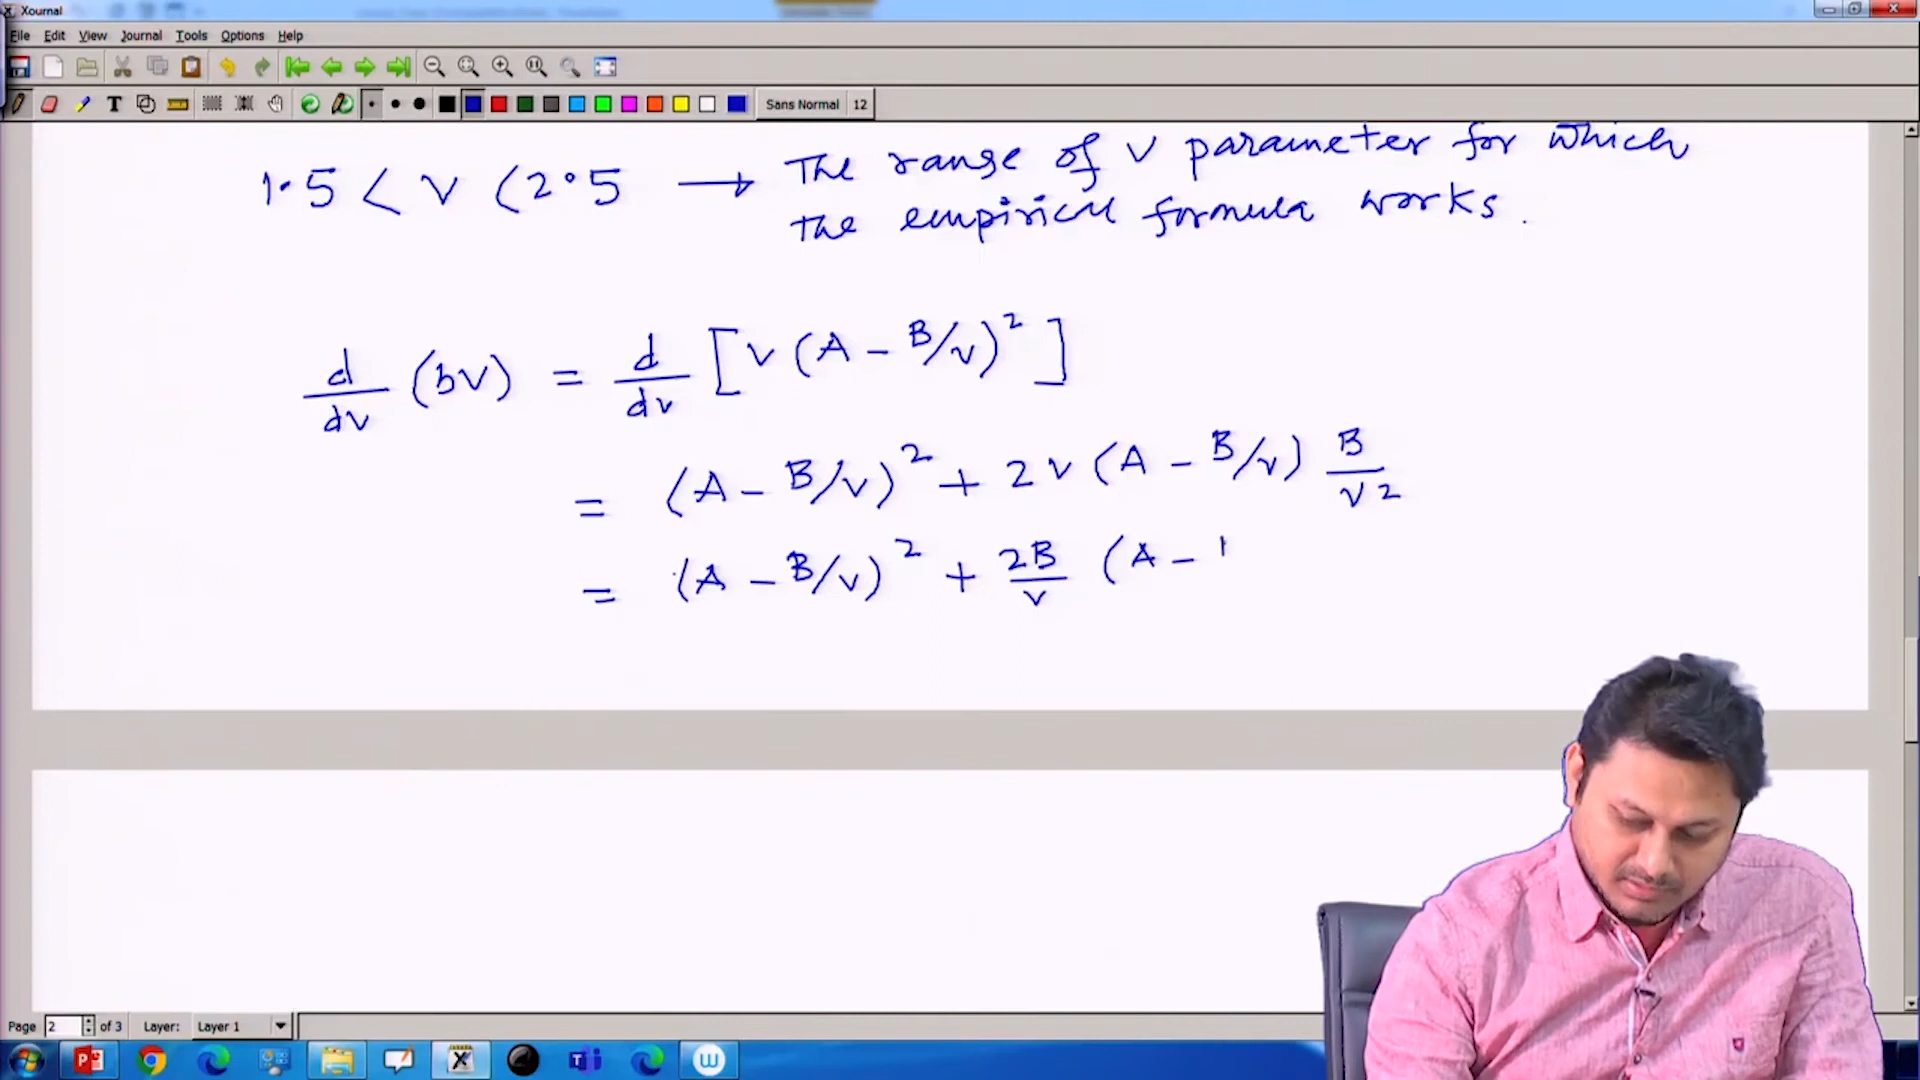 Xournal
File Edit View Journal Tools Options Help
Sans Normal 12
1.5 < V < 2.5 → The range of V parameter for which
the empirical formula works.
d/dv (bV) = d/dv [V (A - B/V)²]
= (A - B/V)² + 2V (A - B/V) B/V²
= (A - B/V)² + 2B/V (A -
Page 2 of 3 Layer: Layer 1